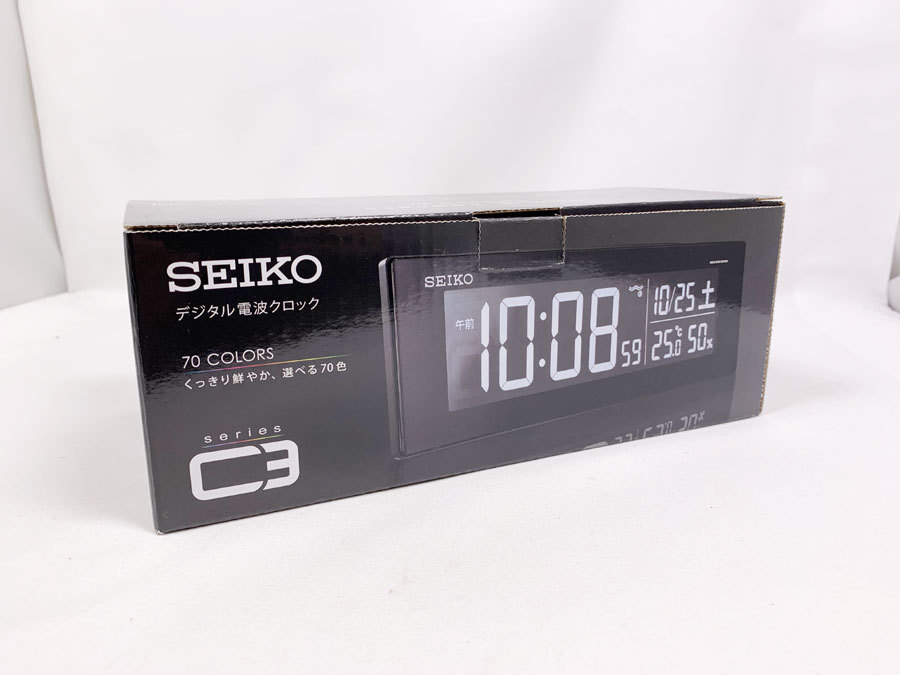 SEIKO
デジタル電波クロック
70 COLORS
くっきり鮮やか、選べる70色
series
C3
SEIKO
午前
10:08 59
10/25 土
25.0℃ 50%